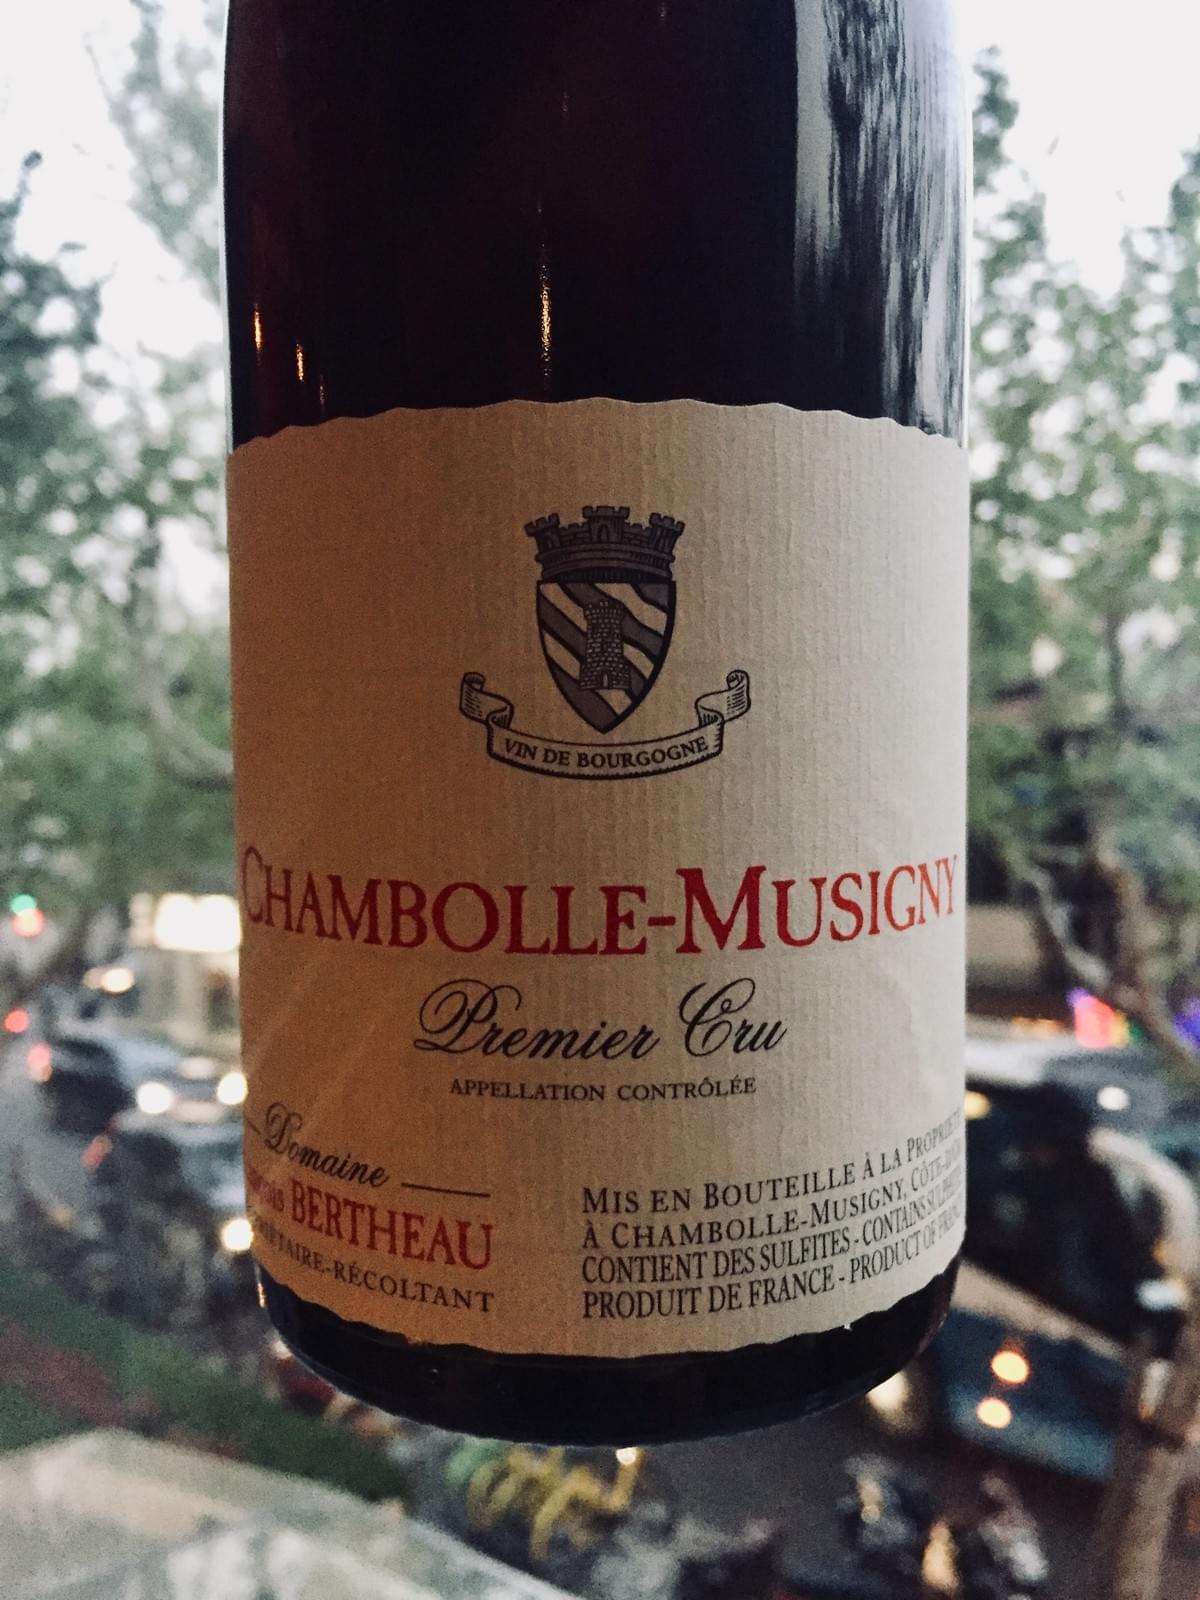 VIN DE BOURGOGNE
CHAMBOLLE-MUSIGNY
Premier Cru
APPELLATION CONTRÔLÉE
Domaine
BERTHEAU
MIS EN BOUTEILLE À LA
À CHAMBOLLE-MUSIGNY,
CONTIENT DES SULFITES - CONTAINS
PRODUIT DE FRANCE - PRODUCT OF